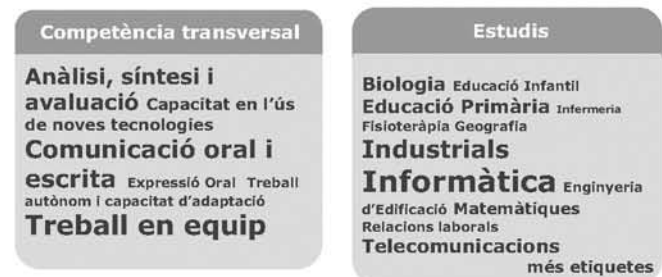 Competència transversal
Anàlisi, síntesi i
avaluació Capacitat en l'ús
de noves tecnologies
Comunicació oral i
escrita Expressió Oral Treball
autònom i capacitat d'adaptació
Treball en equip
Estudis
Biologia Educació Infantil
Educació Primària Infermeria
Fisioteràpia Geografia
Industrials
Informàtica Enginyeria
d'Edificació Matemàtiques
Relacions laborals
Telecomunicacions
més etiquetes